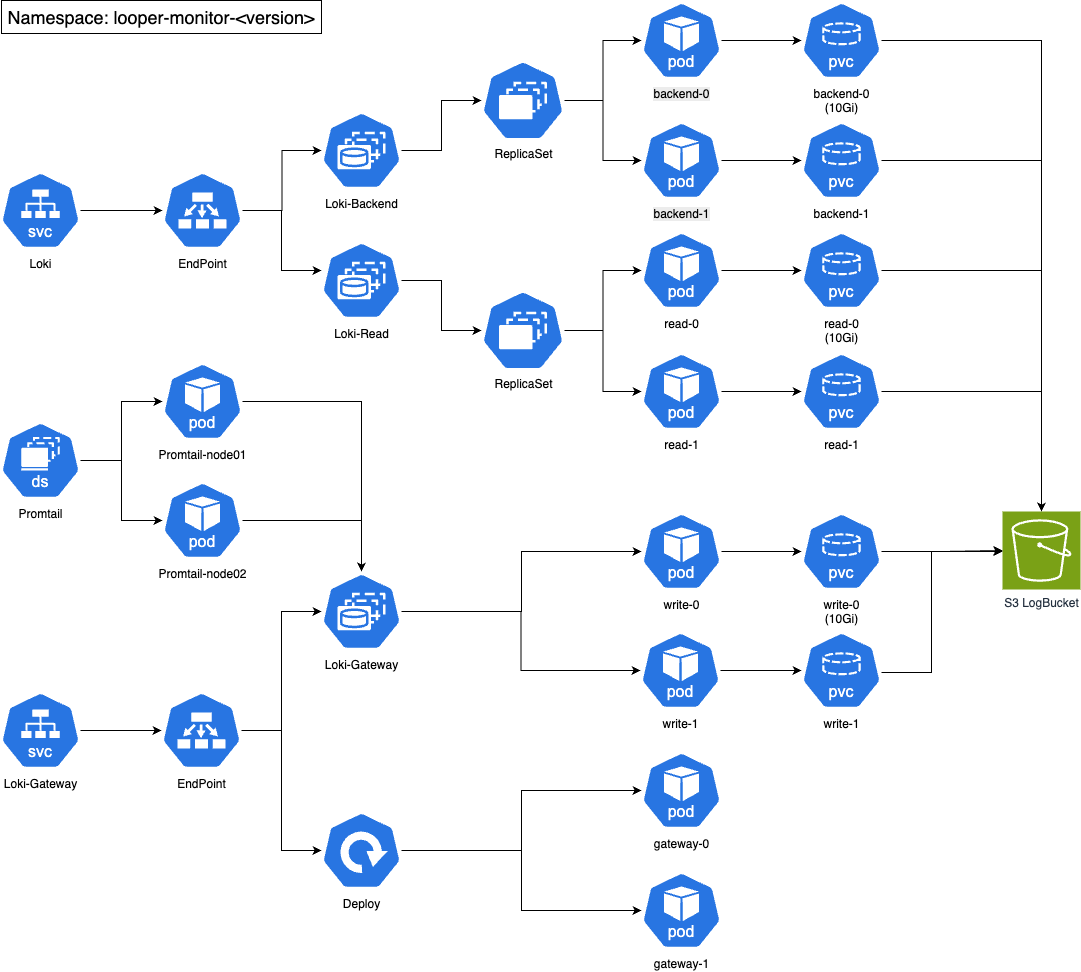 Namespace: looper-monitor-<version>
pod
backend-0
pvc
backend-0
(10Gi)
ReplicaSet
Loki-Backend
pod
backend-1
pvc
backend-1
svc
Loki
EndPoint
Loki-Read
pod
read-0
pvc
read-0
(10Gi)
ReplicaSet
pod
read-1
pvc
read-1
ds
Promtail
pod
Promtail-node01
pod
Promtail-node02
pod
write-0
pvc
write-0
(10Gi)
S3 LogBucket
Loki-Gateway
pod
write-1
pvc
write-1
svc
Loki-Gateway
EndPoint
pod
gateway-0
Deploy
pod
gateway-1